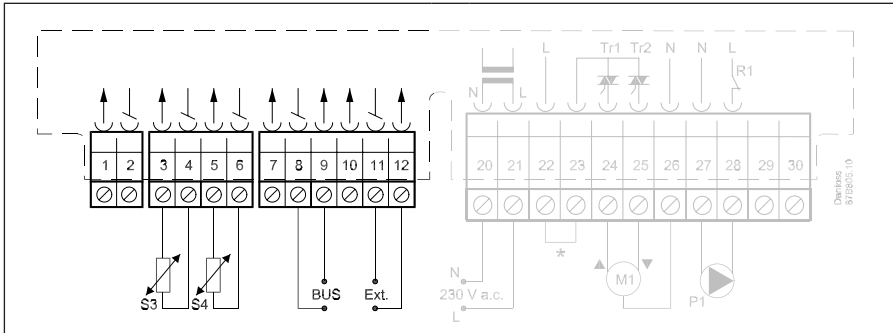 L Tr1 Tr2 N N L
R1
N L
1 2 3 4 5 6 7 8 9 10 11 12 20 21 22 23 24 25 26 27 28 29 30
Danfoss
87B805.10
*
N
S3 S4 BUS Ext. 230 V a.c. M1 P1
L